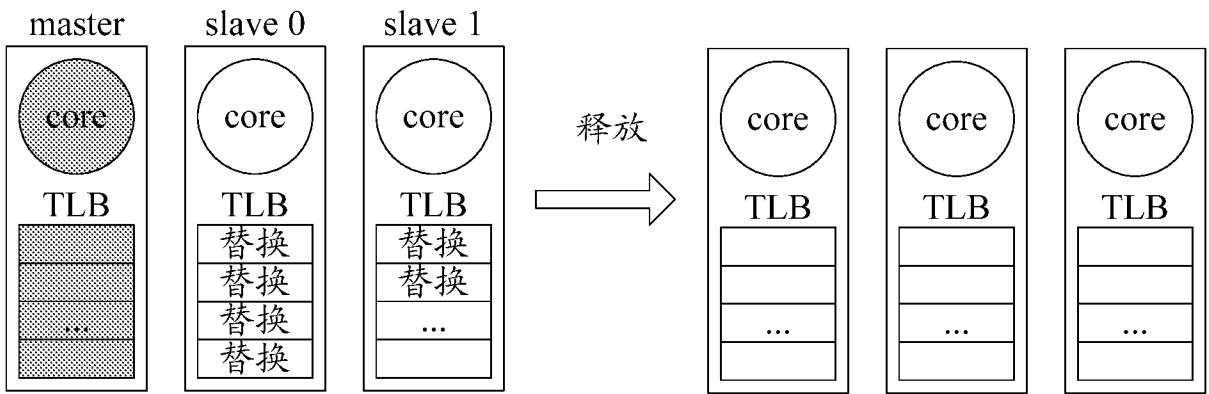 master slave 0 slave 1
core core core 释放 core core core
TLB TLB TLB TLB TLB TLB
替换 替换
替换 替换
... 替换 ... ... ... ...
替换